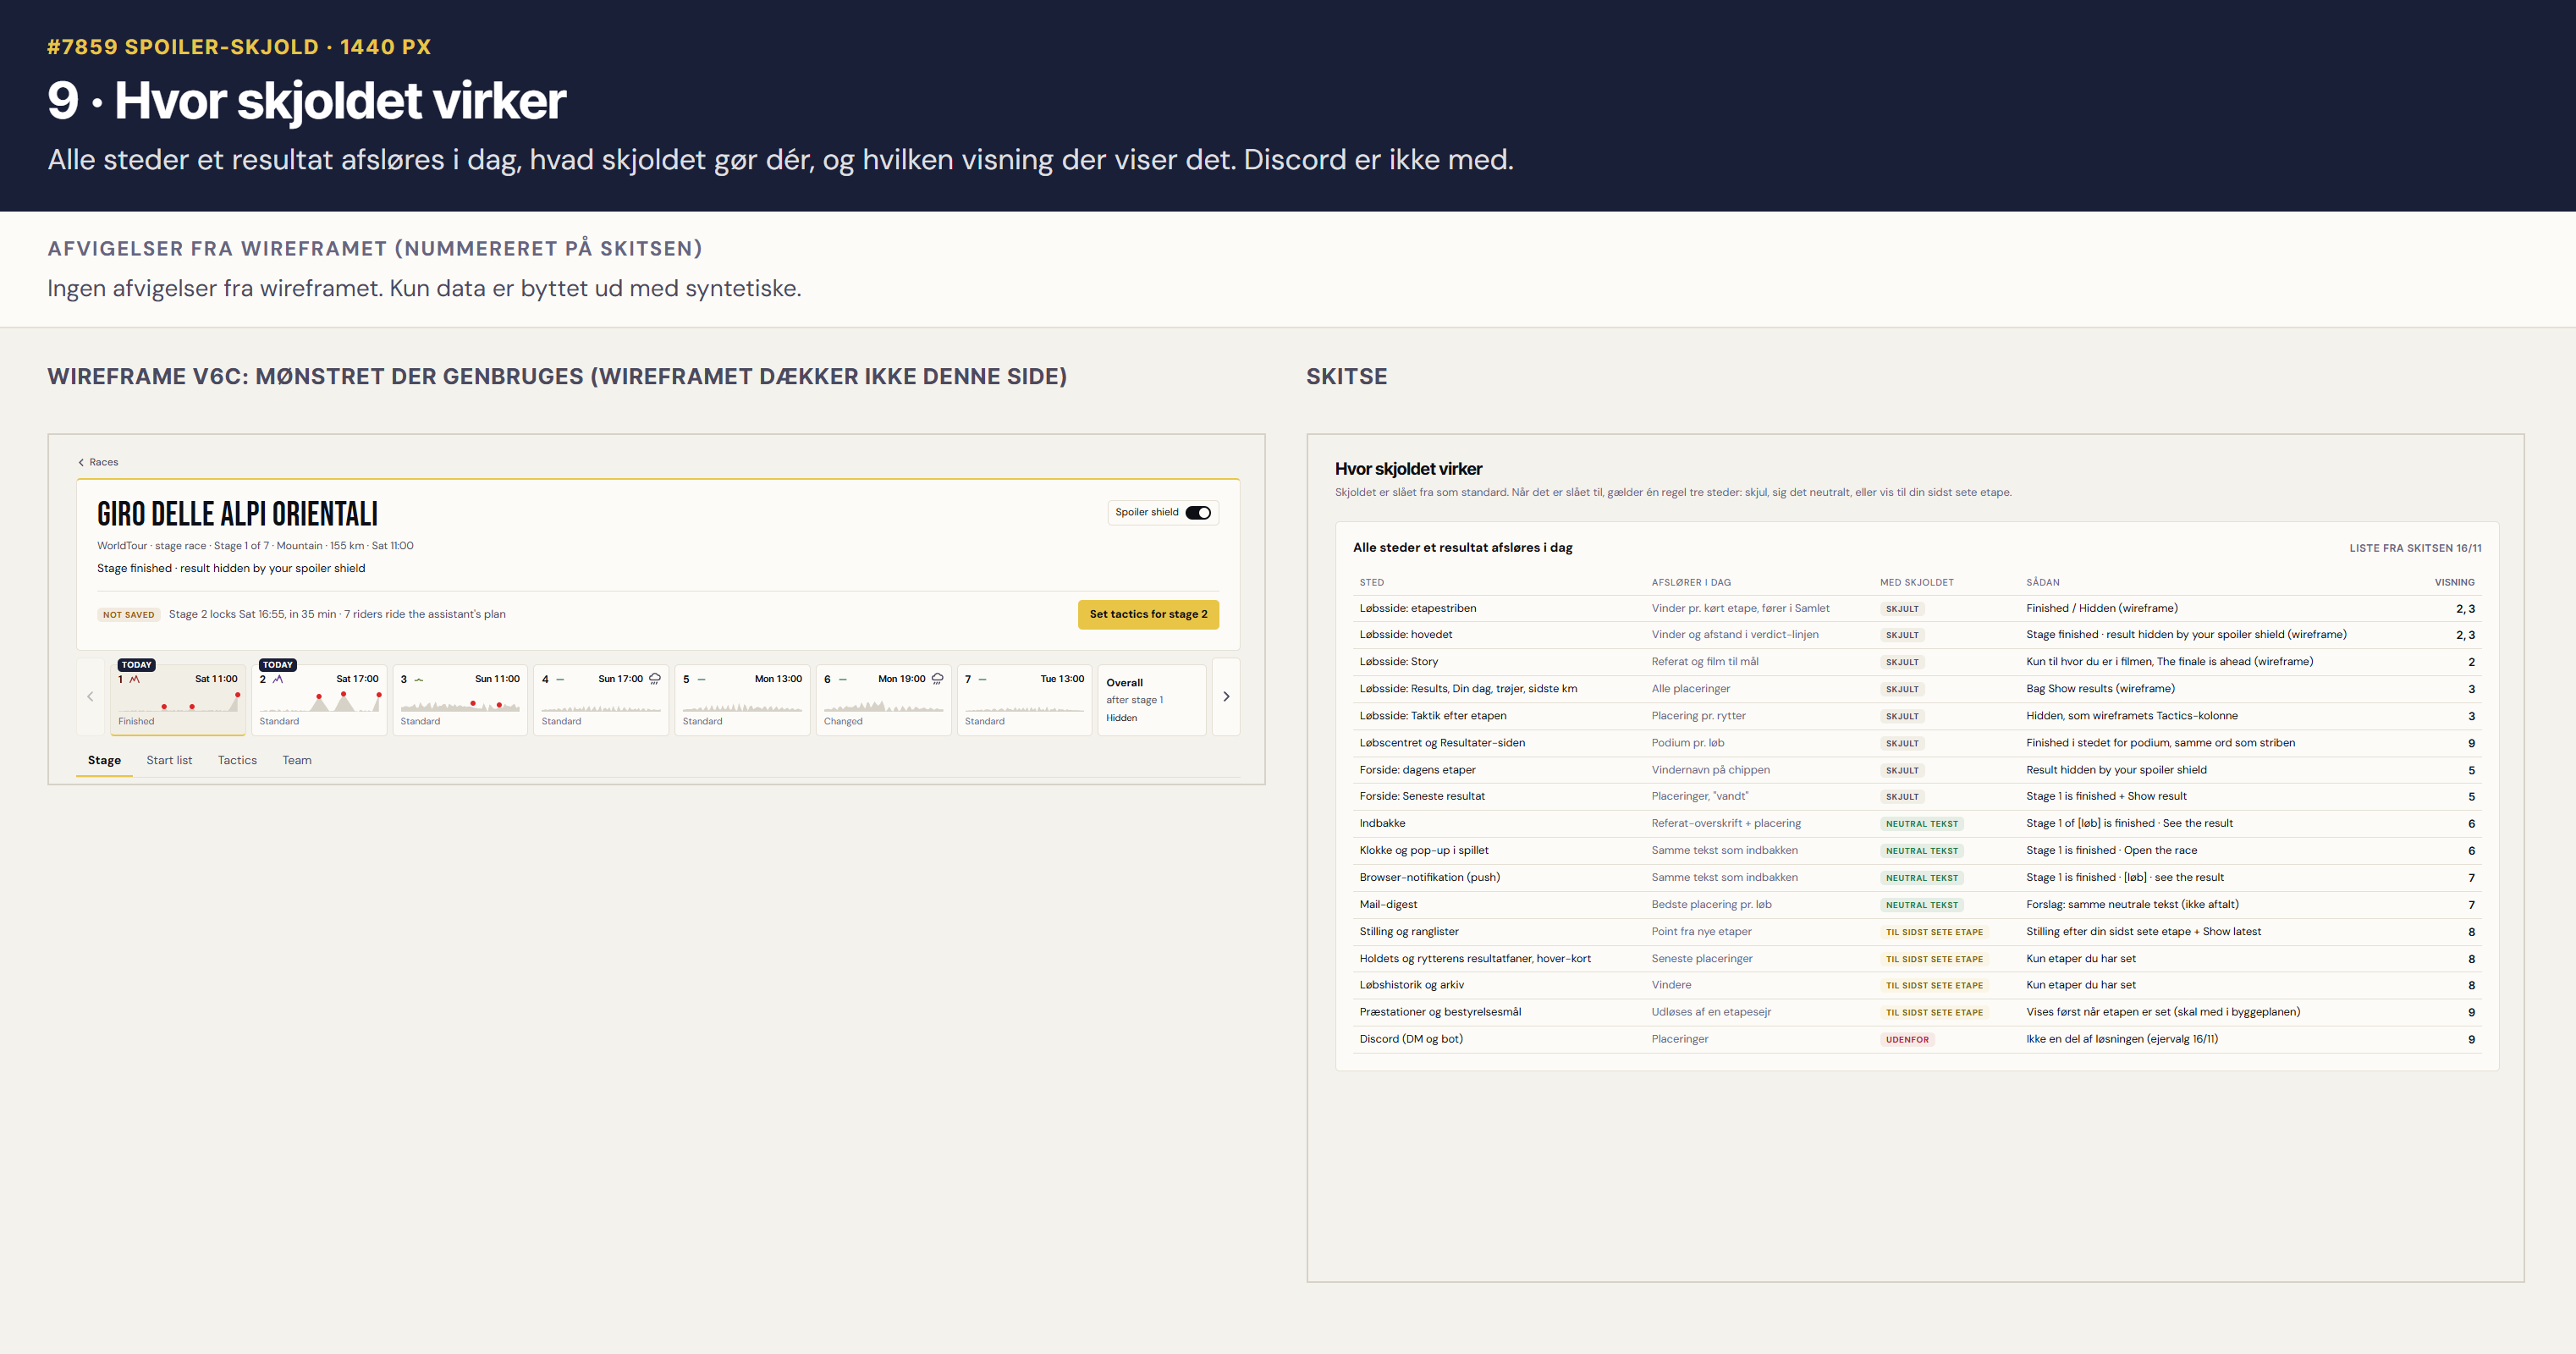 #7859 SPOILER-SKJOLD · 1440 PX
9 · Hvor skjoldet virker
Alle steder et resultat afsløres i dag, hvad skjoldet gør dér, og hvilken visning der viser det. Discord er ikke med.
AFVIGELSER FRA WIREFRAMET (NUMMERERET PÅ SKITSEN)
Ingen afvigelser fra wireframet. Kun data er byttet ud med syntetiske.
WIREFRAME V6C: MØNSTRET DER GENBRUGES (WIREFRAMET DÆKKER IKKE DENNE SIDE)
Races
GIRO DELLE ALPI ORIENTALI
Spoiler shield
WorldTour · stage race · Stage 1 of 7 · Mountain · 155 km · Sat 11:00
Stage finished · result hidden by your spoiler shield
NOT SAVED Stage 2 locks Sat 16:55, in 35 min · 7 riders ride the assistant's plan
Set tactics for stage 2
TODAY
1 Sat 11:00
Finished
TODAY
2 Sat 17:00
Standard
3 Sun 11:00
Standard
4 Sun 17:00
Standard
5 Mon 13:00
Standard
6 Mon 19:00
Changed
7 Tue 13:00
Standard
Overall
after stage 1
Hidden
Stage Start list Tactics Team
SKITSE
Hvor skjoldet virker
Skjoldet er slået fra som standard. Når det er slået til, gælder én regel tre steder: skjul, sig det neutralt, eller vis til din sidst sete etape.
Alle steder et resultat afsløres i dag LISTE FRA SKITSEN 16/11
STED AFSLØRER I DAG MED SKJOLDET SÅDAN VISNING
Løbsside: etapestriben Vinder pr. kørt etape, fører i Samlet SKJULT Finished / Hidden (wireframe) 2, 3
Løbsside: hovedet Vinder og afstand i verdict-linjen SKJULT Stage finished · result hidden by your spoiler shield (wireframe) 2, 3
Løbsside: Story Referat og film til mål SKJULT Kun til hvor du er i filmen, The finale is ahead (wireframe) 2
Løbsside: Results, Din dag, trøjer, sidste km Alle placeringer SKJULT Bag Show results (wireframe) 3
Løbsside: Taktik efter etapen Placering pr. rytter SKJULT Hidden, som wireframets Tactics-kolonne 3
Løbscentret og Resultater-siden Podium pr. løb SKJULT Finished i stedet for podium, samme ord som striben 9
Forside: dagens etaper Vindernavn på chippen SKJULT Result hidden by your spoiler shield 5
Forside: Seneste resultat Placeringer, "vandt" SKJULT Stage 1 is finished + Show result 5
Indbakke Referat-overskrift + placering NEUTRAL TEKST Stage 1 of [løb] is finished · See the result 6
Klokke og pop-up i spillet Samme tekst som indbakken NEUTRAL TEKST Stage 1 is finished · Open the race 6
Browser-notifikation (push) Samme tekst som indbakken NEUTRAL TEKST Stage 1 is finished · [løb] · see the result 7
Mail-digest Bedste placering pr. løb NEUTRAL TEKST Forslag: samme neutrale tekst (ikke aftalt) 7
Stilling og ranglister Point fra nye etaper TIL SIDST SETE ETAPE Stilling efter din sidst sete etape + Show latest 8
Holdets og rytterens resultatfaner, hover-kort Seneste placeringer TIL SIDST SETE ETAPE Kun etaper du har set 8
Løbshistorik og arkiv Vindere TIL SIDST SETE ETAPE Kun etaper du har set 8
Præstationer og bestyrelsesmål Udløses af en etapesejr TIL SIDST SETE ETAPE Vises først når etapen er set (skal med i byggeplanen) 9
Discord (DM og bot) Placeringer UDENFOR Ikke en del af løsningen (ejervalg 16/11) 9